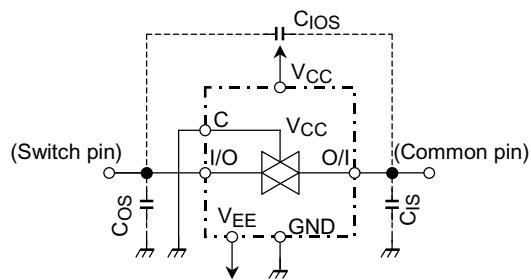 CIOS
VCC
C
VCC
(Switch pin)
I/O
O/I
(Common pin)
COS
VEE
GND
CIS